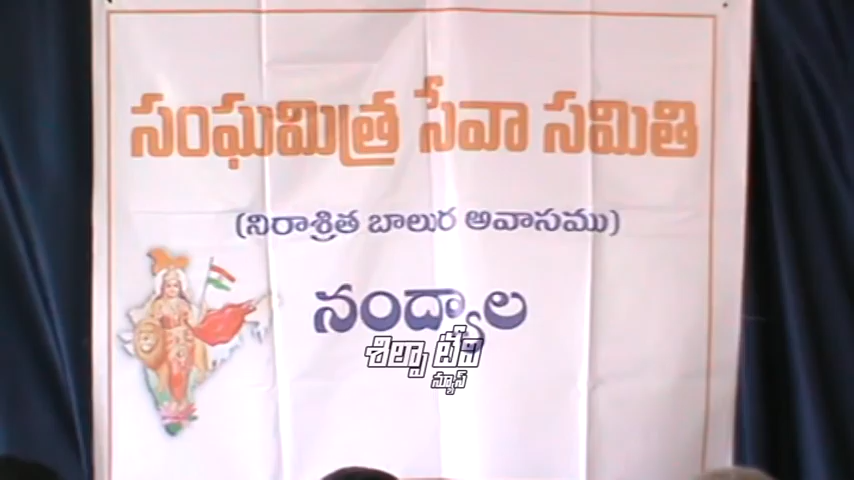 సంఘమిత్ర సేవా సమితి
(నిరాశ్రిత బాలుర అవాసము)
నంద్యాల
శిల్పా టీవీ
న్యూస్